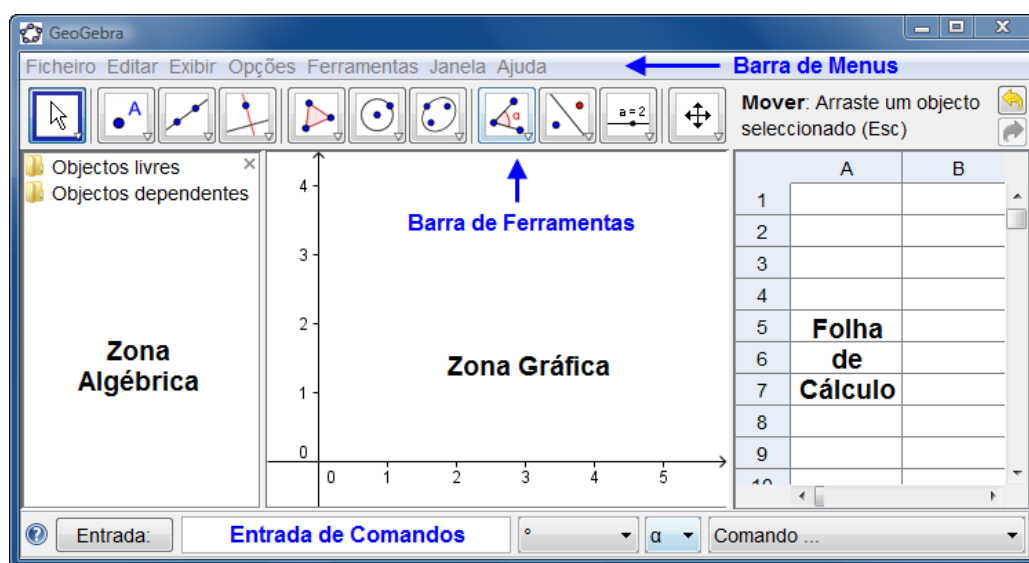 GeoGebra
Ficheiro Editar Exibir Opções Ferramentas Janela Ajuda
Barra de Menus
A
α
a=2
Mover: Arraste um objecto
seleccionado (Esc)
Objectos livres ×
Objectos dependentes
Barra de Ferramentas
4
3
2
1
0
0 1 2 3 4 5
Zona
Algébrica
Zona Gráfica
A B
1
2
3
4
5
6
7
8
9
10
Folha
de
Cálculo
Entrada:
Entrada de Comandos
°
α
Comando ...